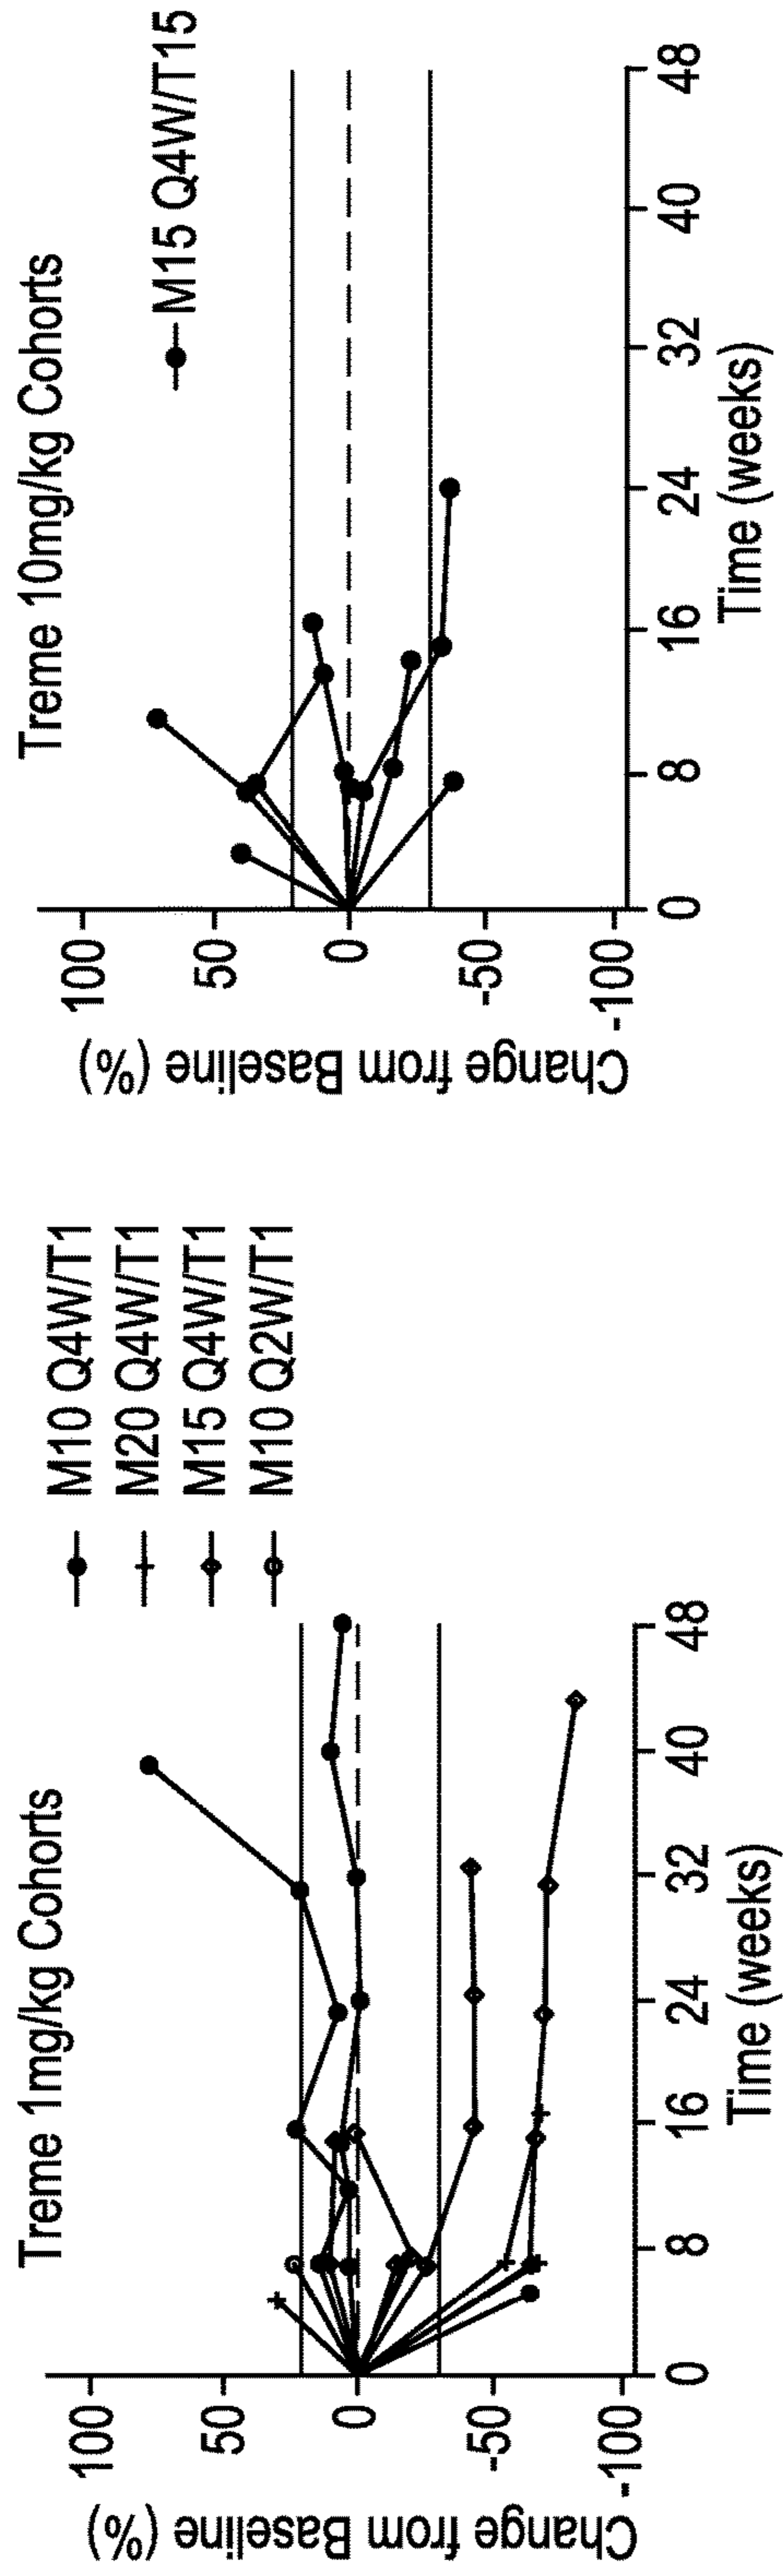 Treme 1mg/kg Cohorts
M10 Q4W/T1
M20 Q4W/T1
M15 Q4W/T1
M10 Q2W/T1
Change from Baseline (%)
100
50
0
-50
-100
0
8
16
24
32
40
48
Time (weeks)
Treme 10mg/kg Cohorts
M15 Q4W/T15
Change from Baseline (%)
100
50
0
-50
-100
0
8
16
24
32
40
48
Time (weeks)